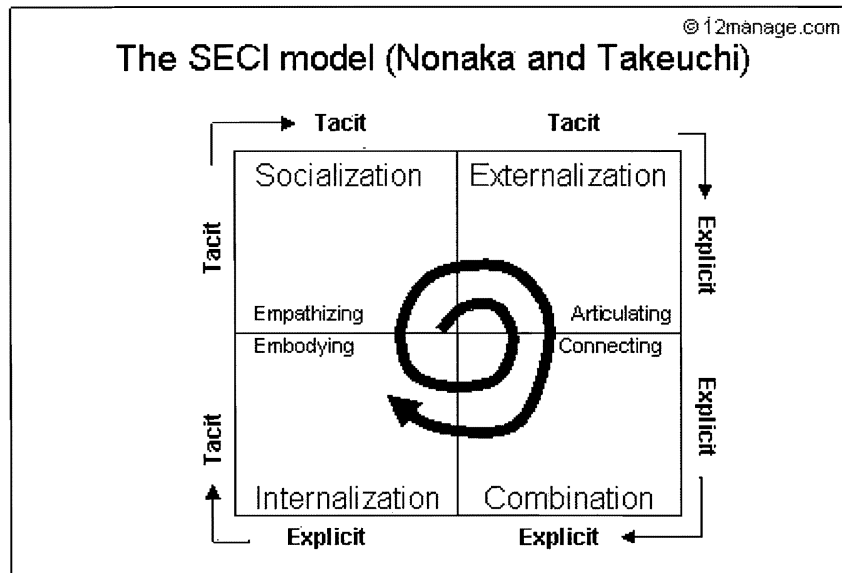 © 12manage.com
The SECI model (Nonaka and Takeuchi)
Tacit Tacit
Socialization Externalization
Tacit Explicit
Empathizing Articulating
Embodying Connecting
Tacit Explicit
Internalization Combination
Explicit Explicit